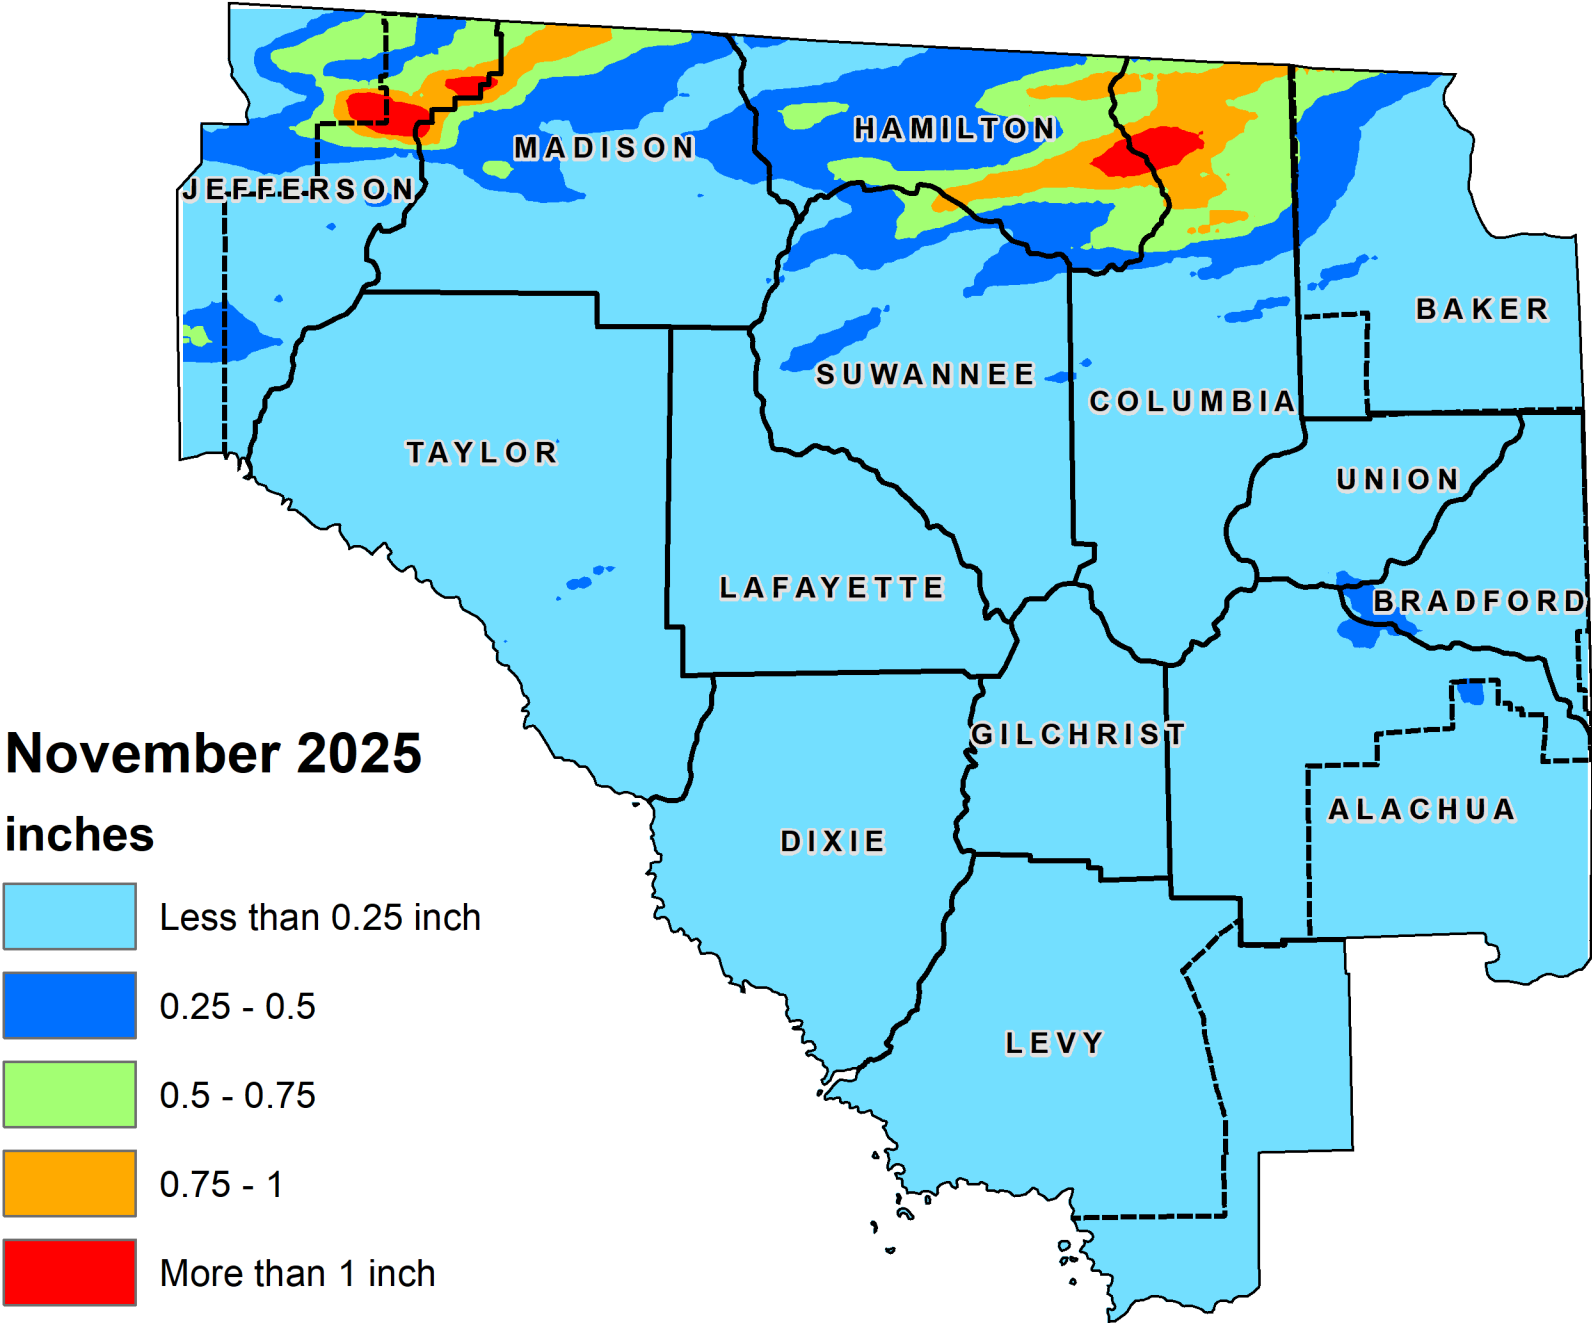 HAMILTON
MADISON
JEFFERSON
BAKER
SUWANNEE
COLUMBIA
TAYLOR
UNION
LAFAYETTE
BRADFORD
GILCHRIST
ALACHUA
DIXIE
LEVY
November 2025
inches
Less than 0.25 inch
0.25 - 0.5
0.5 - 0.75
0.75 - 1
More than 1 inch